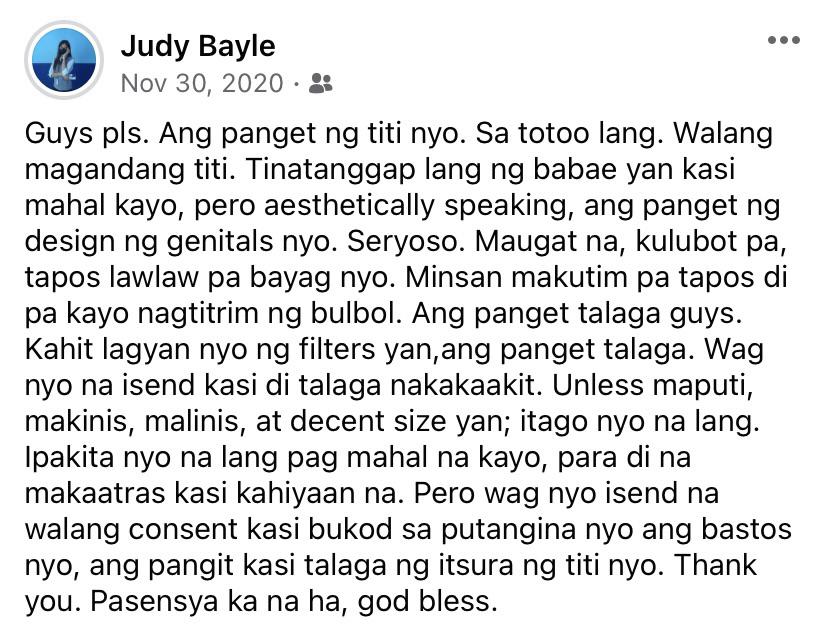 Judy Bayle
Nov 30, 2020 ·
Guys pls. Ang panget ng titi nyo. Sa totoo lang. Walang
magandang titi. Tinatanggap lang ng babae yan kasi
mahal kayo, pero aesthetically speaking, ang panget ng
design ng genitals nyo. Seryoso. Maugat na, kulubot pa,
tapos lawlaw pa bayag nyo. Minsan makutim pa tapos di
pa kayo nagtitrim ng bulbol. Ang panget talaga guys.
Kahit lagyan nyo ng filters yan,ang panget talaga. Wag
nyo na isend kasi di talaga nakakaakit. Unless maputi,
makinis, malinis, at decent size yan; itago nyo na lang.
Ipakita nyo na lang pag mahal na kayo, para di na
makaatras kasi kahiyaan na. Pero wag nyo isend na
walang consent kasi bukod sa putangina nyo ang bastos
nyo, ang pangit kasi talaga ng itsura ng titi nyo. Thank
you. Pasensya ka na ha, god bless.